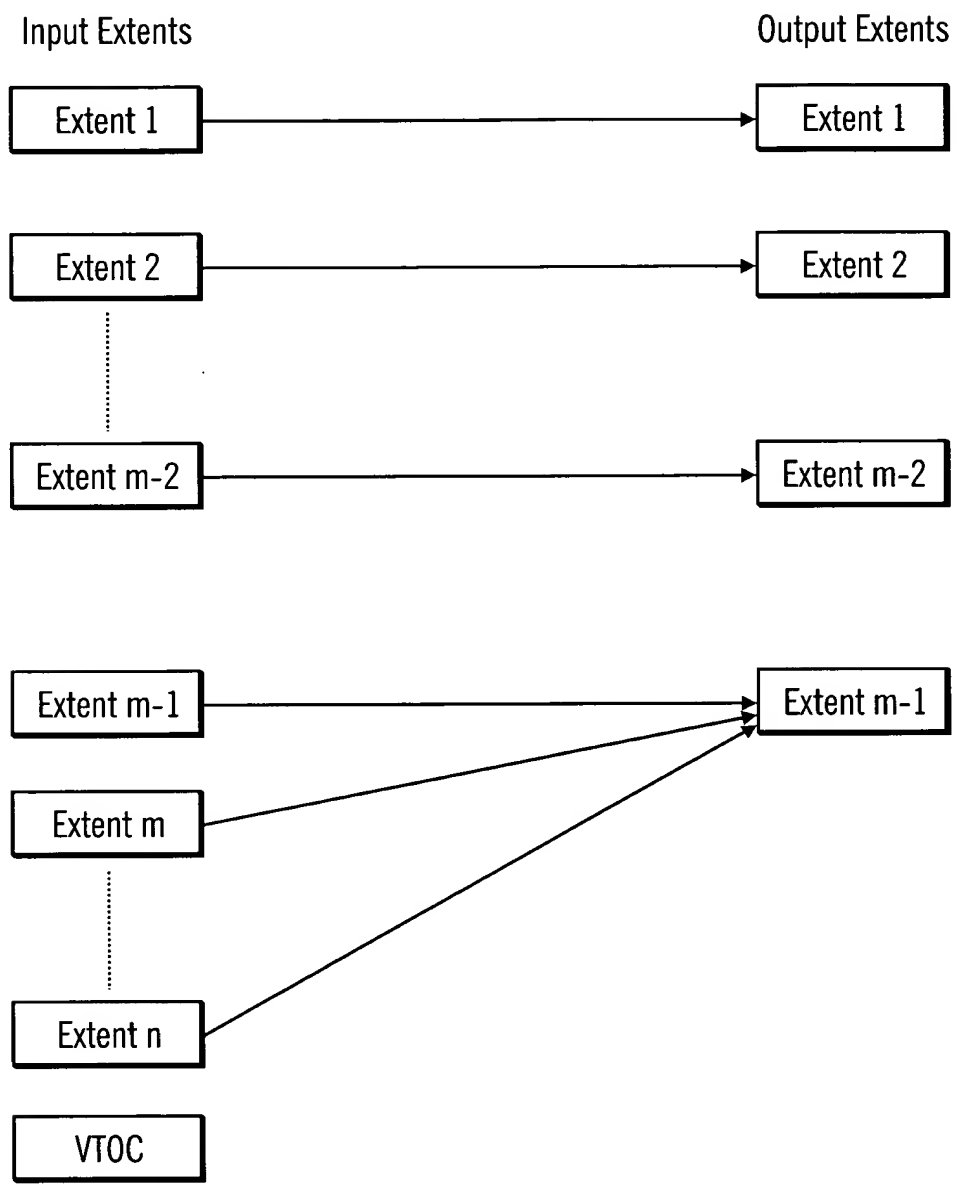 Input Extents
Output Extents
Extent 1
Extent 1
Extent 2
Extent 2
Extent m-2
Extent m-2
Extent m-1
Extent m-1
Extent m
Extent n
VTOC